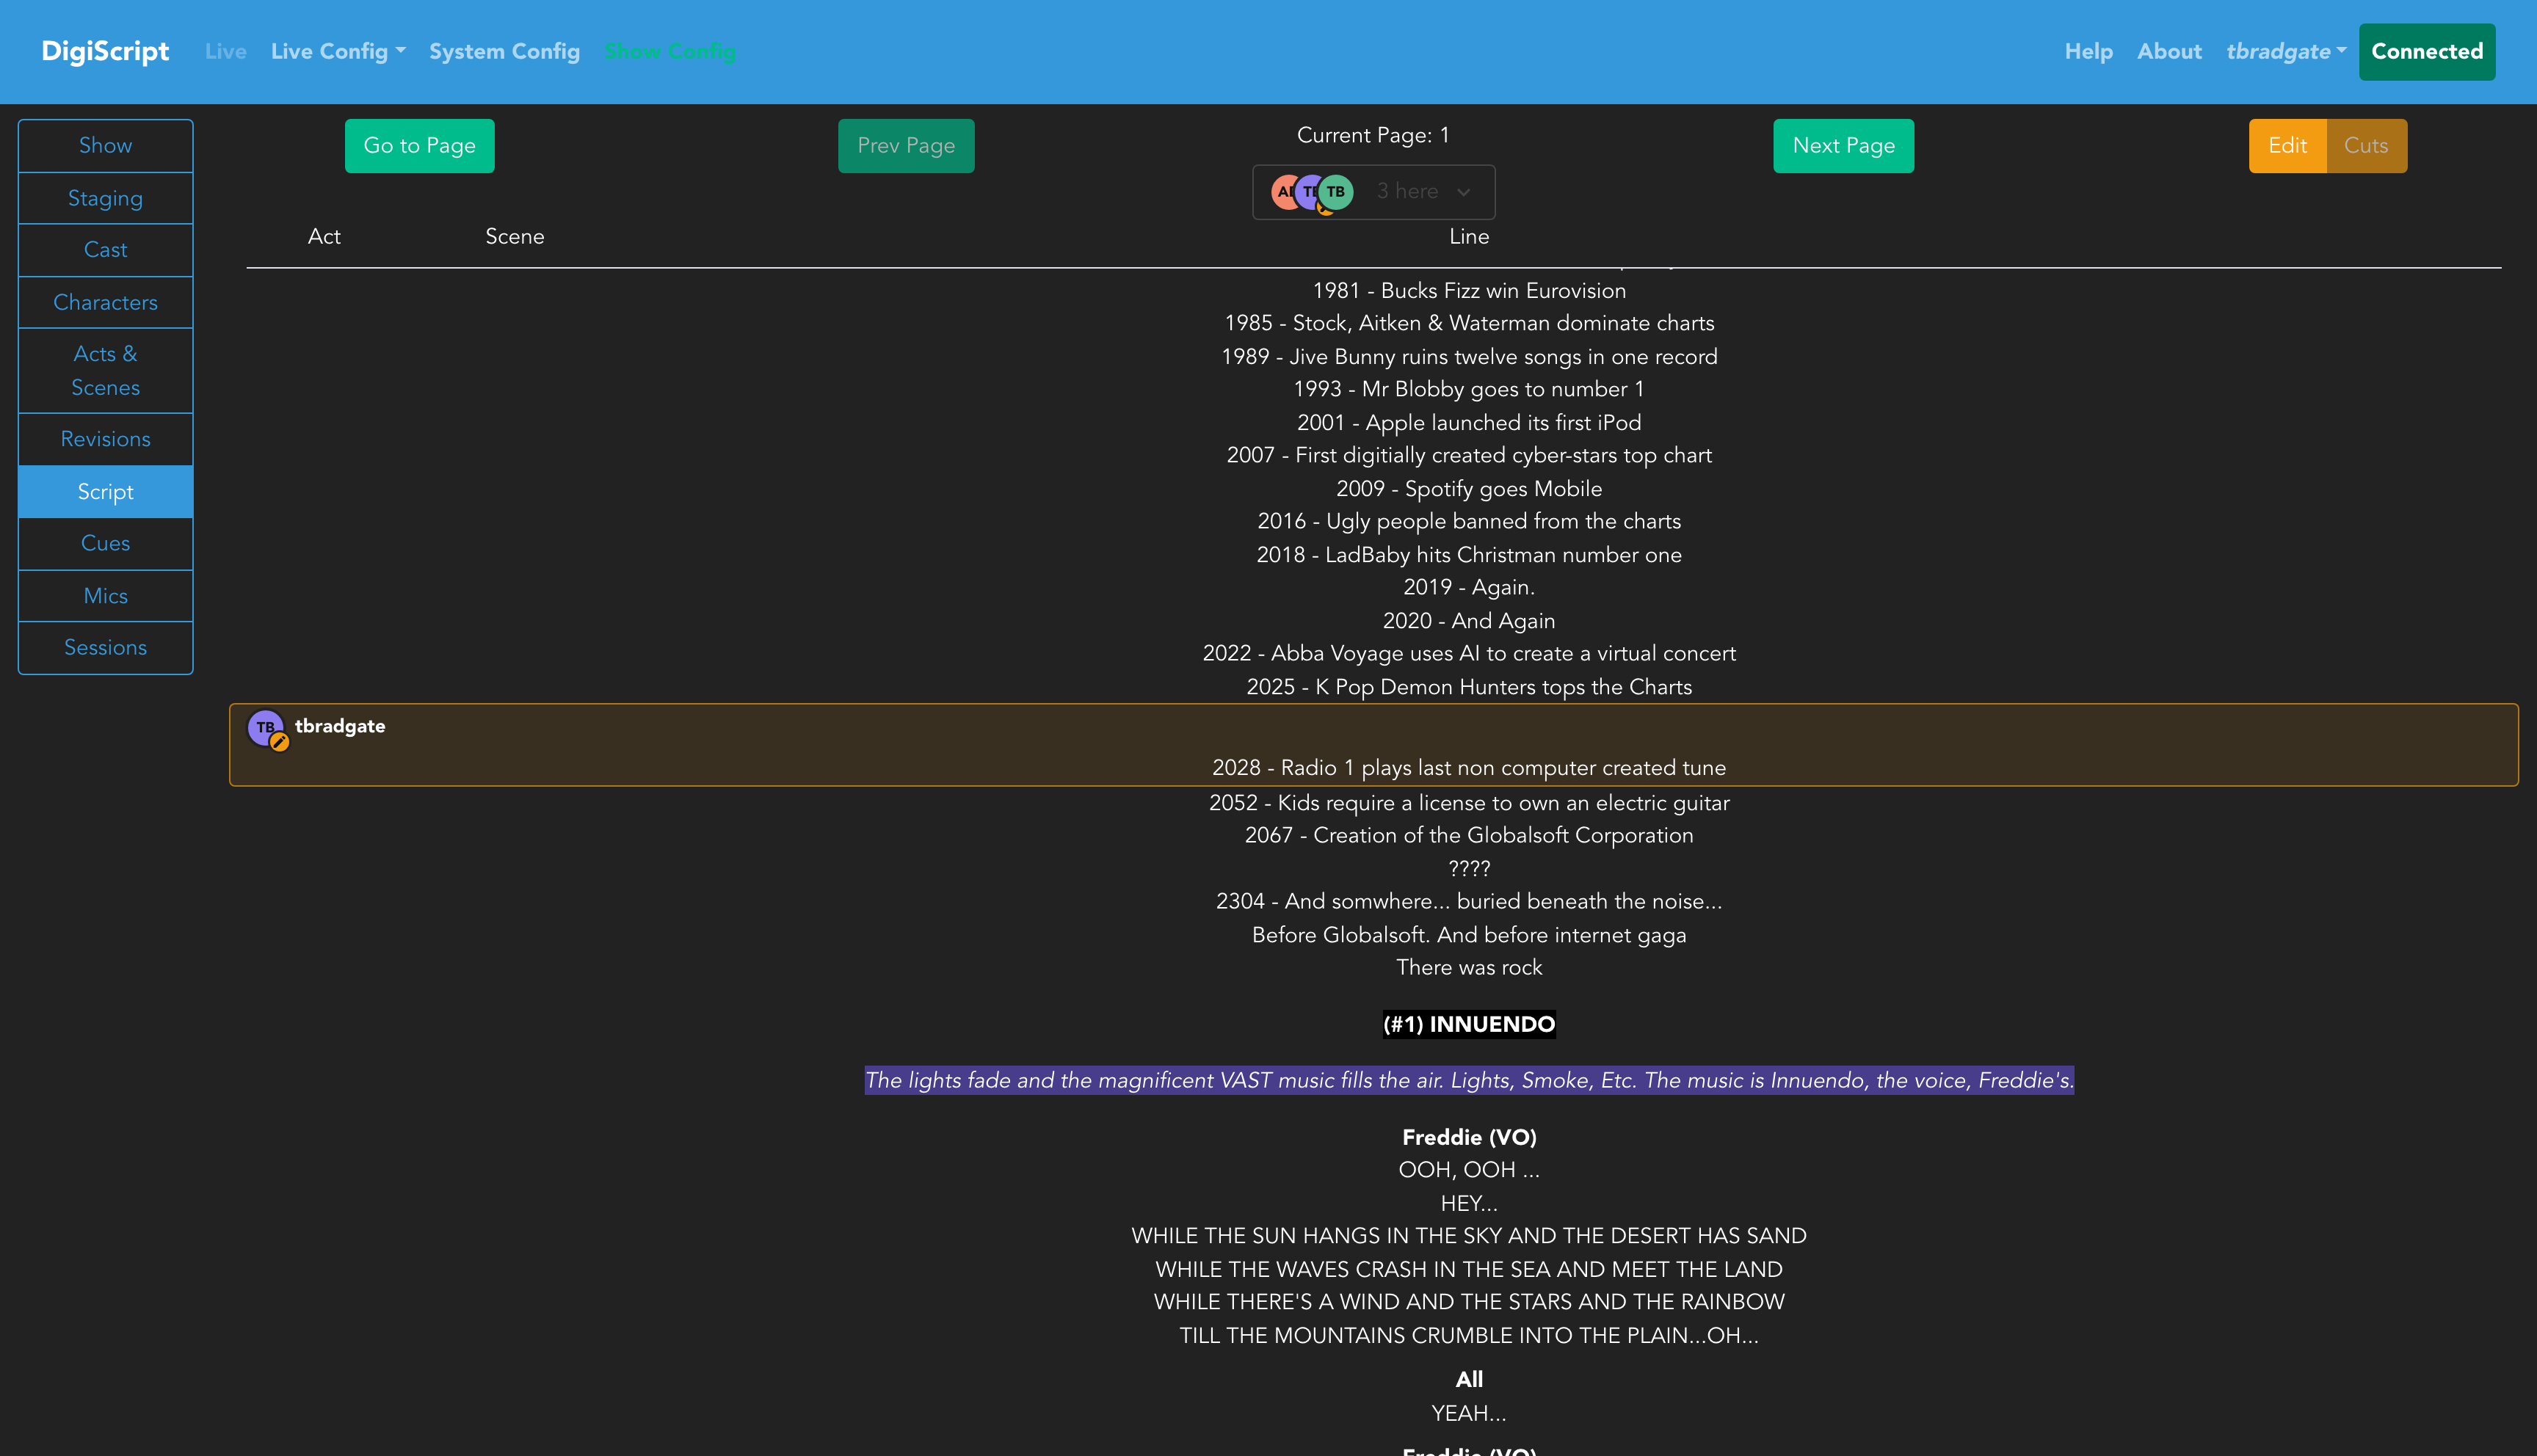 DigiScript Live Live Config System Config Show Config Help About tbradgate Connected
Show
Staging
Cast
Characters
Acts &
Scenes
Revisions
Script
Cues
Mics
Sessions
Go to Page Prev Page Current Page: 1 Next Page Edit Cuts
TB 3 here
Act Scene Line
1981 - Bucks Fizz win Eurovision
1985 - Stock, Aitken & Waterman dominate charts
1989 - Jive Bunny ruins twelve songs in one record
1993 - Mr Blobby goes to number 1
2001 - Apple launched its first iPod
2007 - First digitially created cyber-stars top chart
2009 - Spotify goes Mobile
2016 - Ugly people banned from the charts
2018 - LadBaby hits Christman number one
2019 - Again.
2020 - And Again
2022 - Abba Voyage uses AI to create a virtual concert
2025 - K Pop Demon Hunters tops the Charts
TB tbradgate
2028 - Radio 1 plays last non computer created tune
2052 - Kids require a license to own an electric guitar
2067 - Creation of the Globalsoft Corporation
????
2304 - And somwhere... buried beneath the noise...
Before Globalsoft. And before internet gaga
There was rock
(#1) INNUENDO
The lights fade and the magnificent VAST music fills the air. Lights, Smoke, Etc. The music is Innuendo, the voice, Freddie's.
Freddie (VO)
OOH, OOH ...
HEY...
WHILE THE SUN HANGS IN THE SKY AND THE DESERT HAS SAND
WHILE THE WAVES CRASH IN THE SEA AND MEET THE LAND
WHILE THERE'S A WIND AND THE STARS AND THE RAINBOW
TILL THE MOUNTAINS CRUMBLE INTO THE PLAIN...OH...
All
YEAH...
Freddie (VO)